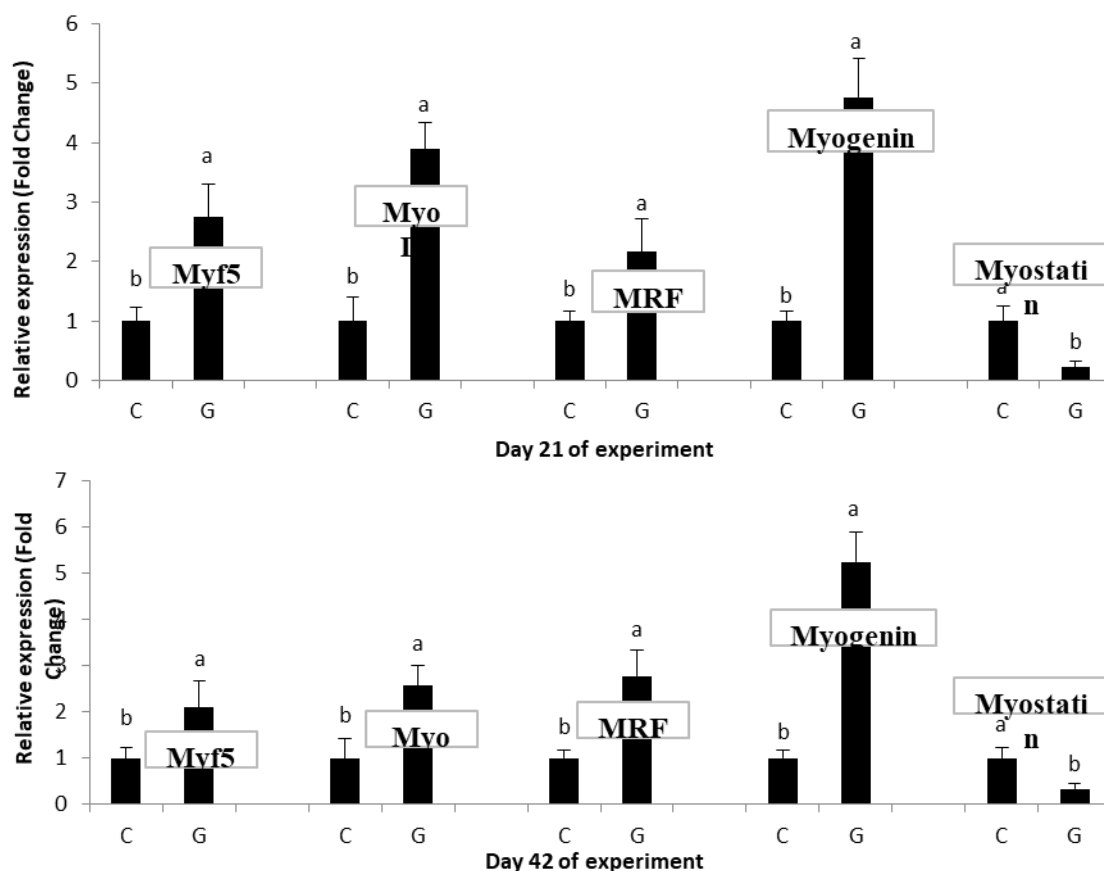 Relative expression (Fold Change)
6
5
4
3
2
1
0
b
a
b
a
b
a
b
a
a
b
Myf5
Myo
MRF
Myogenin
Myostati
n
C G C G C G C G C G
Day 21 of experiment
Relative expression (Fold
Change)
7
6
5
4
3
2
1
0
b
a
b
a
b
a
b
a
a
b
Myf5
Myo
MRF
Myogenin
Myostati
n
C G C G C G C G C G
Day 42 of experiment